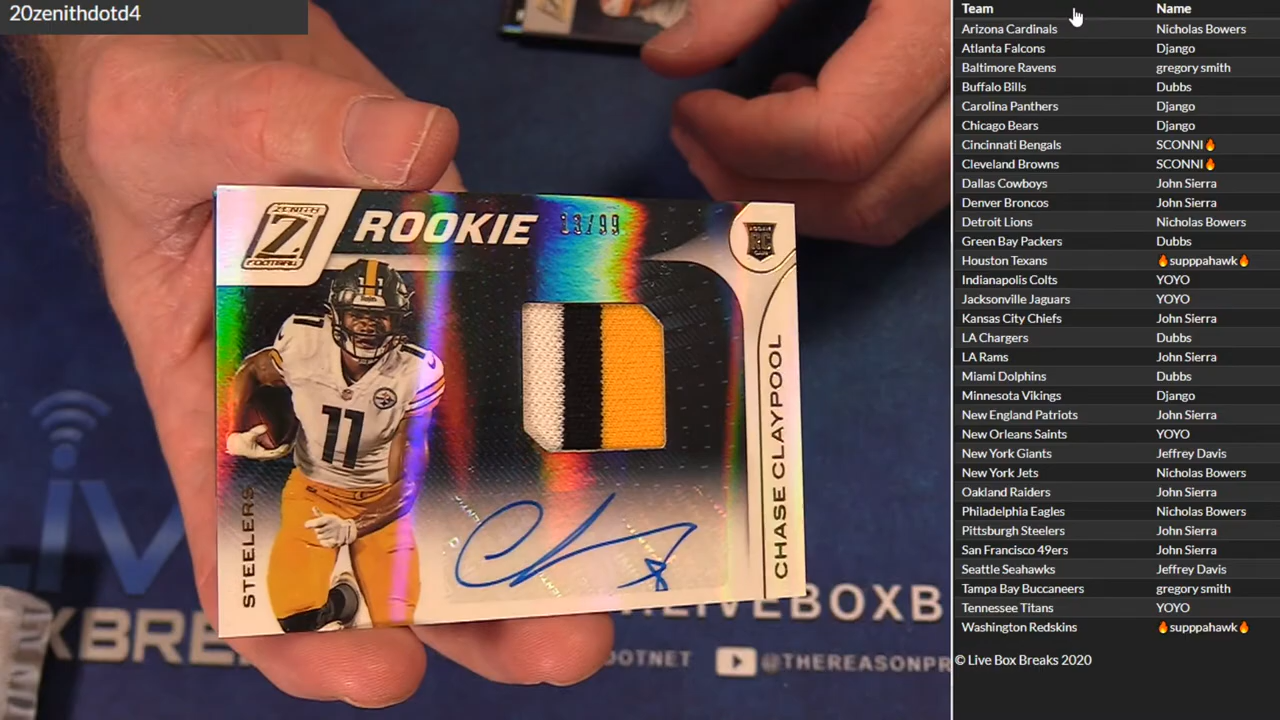 20zenithdotd4
ZENITH
Z
FOOTBALL
ROOKIE
13/99
RC
11
STEELERS
CHASE CLAYPOOL
LIV
XBRE
LIVEBOXB
DOTNET
@THEREASONPR
Team Name
Arizona Cardinals Nicholas Bowers
Atlanta Falcons Django
Baltimore Ravens gregory smith
Buffalo Bills Dubbs
Carolina Panthers Django
Chicago Bears Django
Cincinnati Bengals SCONNI🔥
Cleveland Browns SCONNI🔥
Dallas Cowboys John Sierra
Denver Broncos John Sierra
Detroit Lions Nicholas Bowers
Green Bay Packers Dubbs
Houston Texans 🔥supppahawk🔥
Indianapolis Colts YOYO
Jacksonville Jaguars YOYO
Kansas City Chiefs John Sierra
LA Chargers Dubbs
LA Rams John Sierra
Miami Dolphins Dubbs
Minnesota Vikings Django
New England Patriots John Sierra
New Orleans Saints YOYO
New York Giants Jeffrey Davis
New York Jets Nicholas Bowers
Oakland Raiders John Sierra
Philadelphia Eagles Nicholas Bowers
Pittsburgh Steelers John Sierra
San Francisco 49ers John Sierra
Seattle Seahawks Jeffrey Davis
Tampa Bay Buccaneers gregory smith
Tennessee Titans YOYO
Washington Redskins 🔥supppahawk🔥
© Live Box Breaks 2020